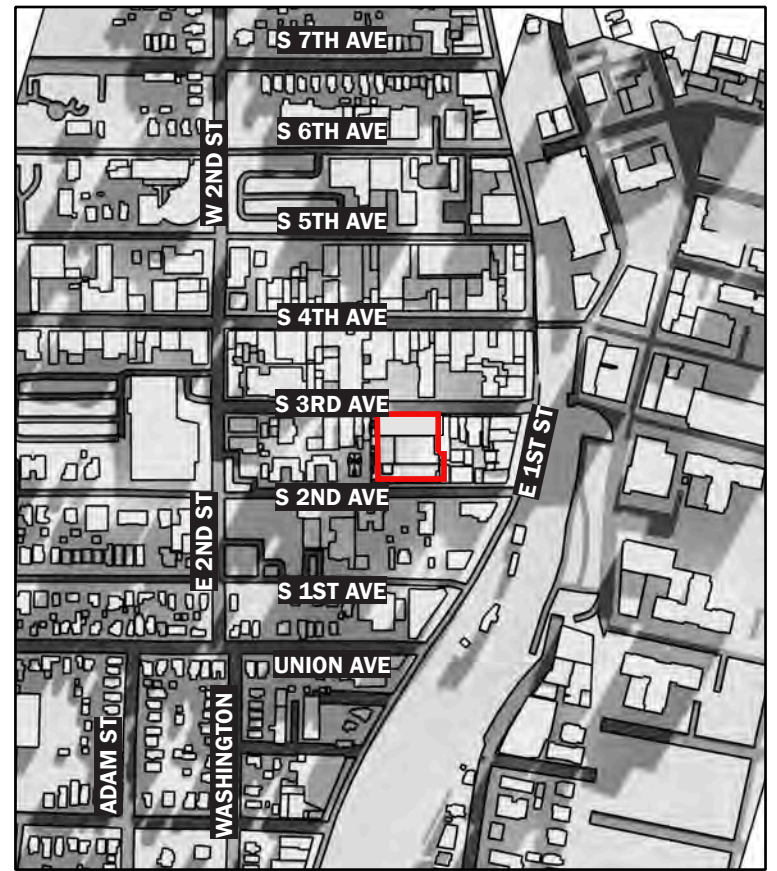 S 7TH AVE
S 6TH AVE
W 2ND ST
S 5TH AVE
S 4TH AVE
S 3RD AVE
E 1ST ST
S 2ND AVE
E 2ND ST
S 1ST AVE
UNION AVE
ADAM ST
WASHINGTON